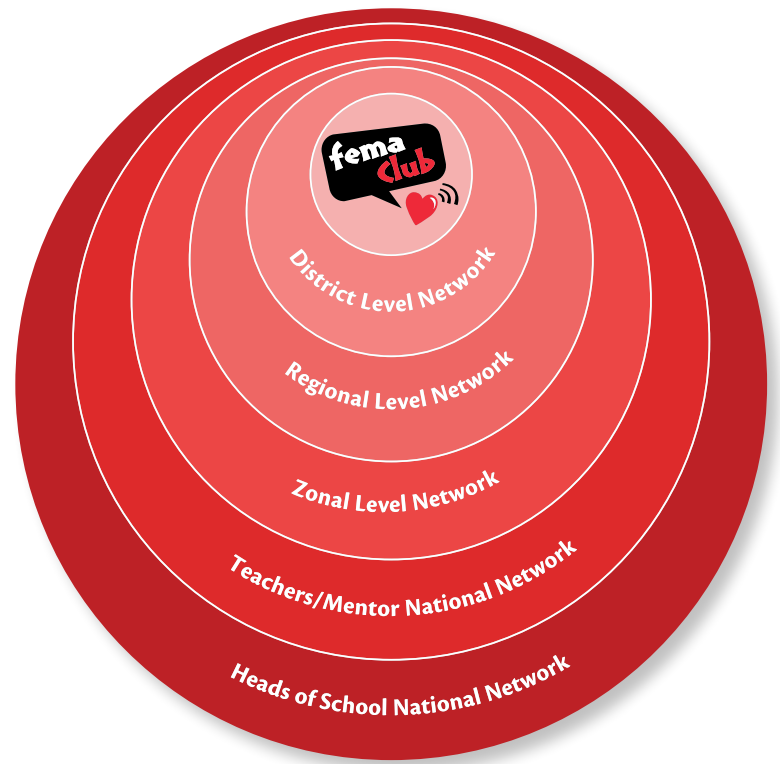 fema
club
District Level Network
Regional Level Network
Zonal Level Network
Teachers/Mentor National Network
Heads of School National Network